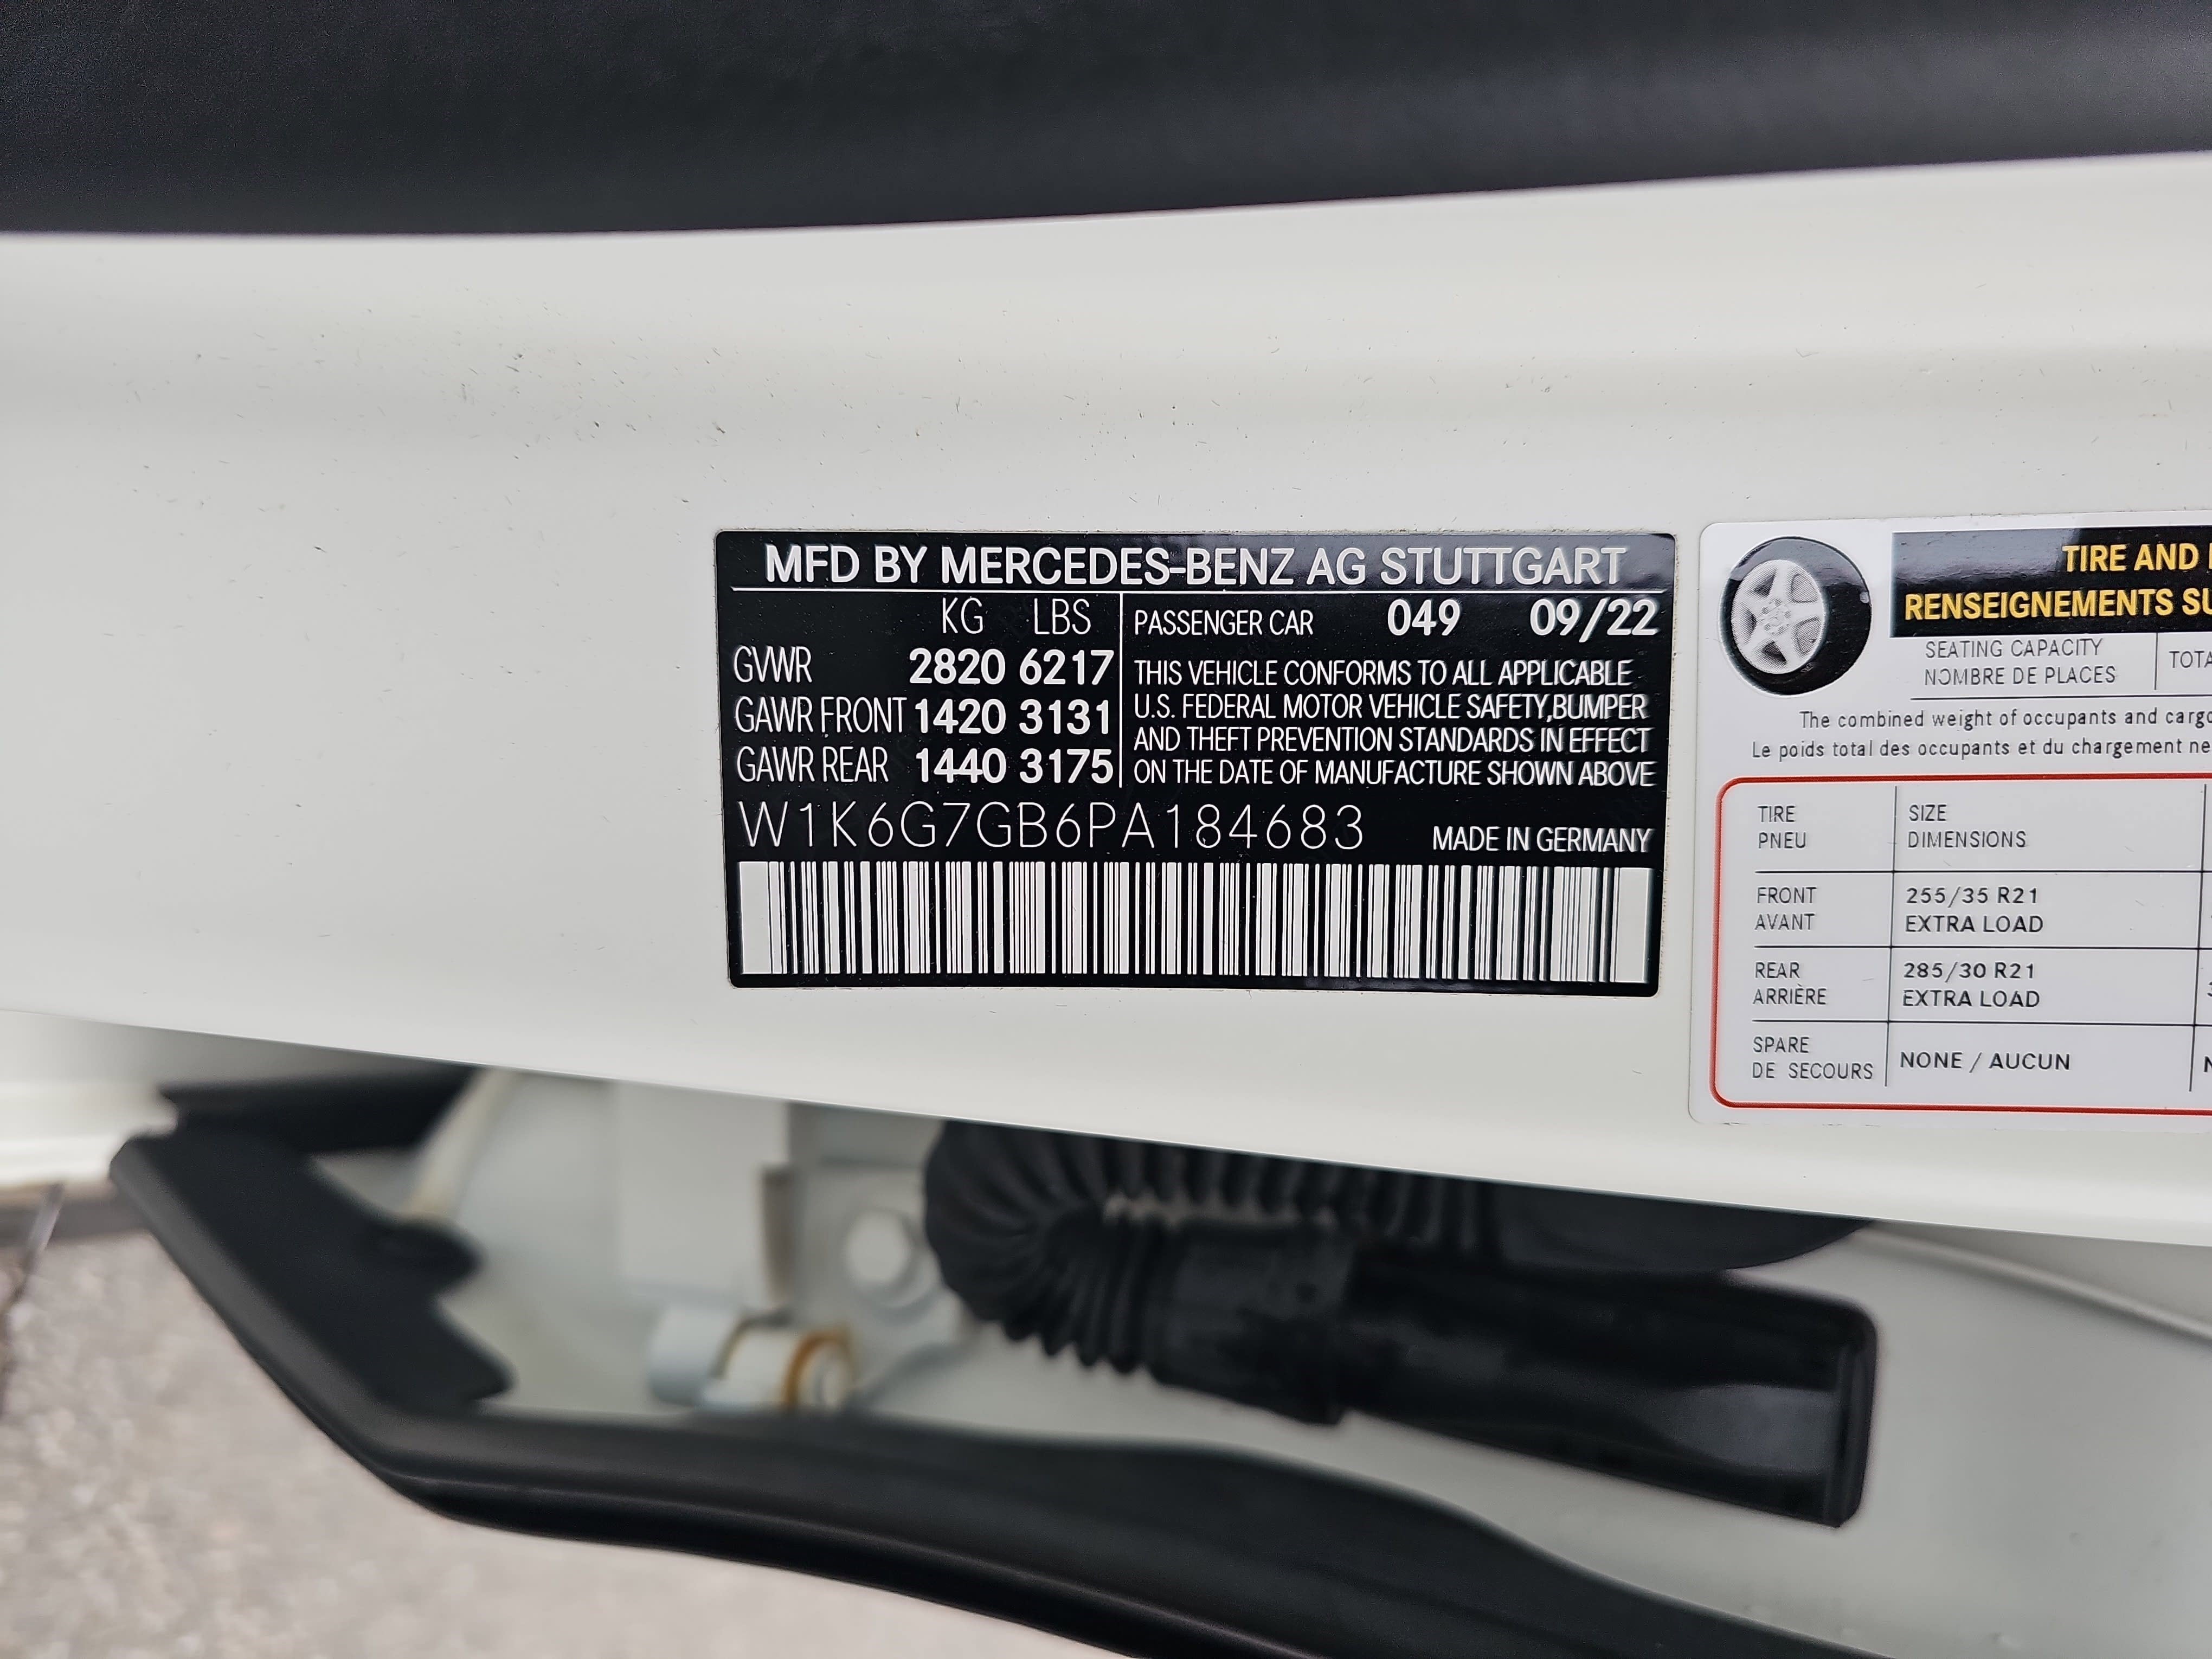 MFD BY MERCEDES-BENZ AG STUTTGART
KG LBS
GVWR 2820 6217
GAWR FRONT 1420 3131
GAWR REAR 1440 3175
PASSENGER CAR 049 09/22
THIS VEHICLE CONFORMS TO ALL APPLICABLE
U.S. FEDERAL MOTOR VEHICLE SAFETY,BUMPER
AND THEFT PREVENTION STANDARDS IN EFFECT
ON THE DATE OF MANUFACTURE SHOWN ABOVE
W1K6G7GB6PA184683
MADE IN GERMANY
TIRE AND
RENSEIGNEMENTS
SEATING CAPACITY
NOMBRE DE PLACES
The combined weight of occupants and
Le poids total des occupants et du chargement ne
TIRE SIZE
PNEU DIMENSIONS
FRONT 255/35 R21
AVANT EXTRA LOAD
REAR 285/30 R21
ARRIÈRE EXTRA LOAD
SPARE
DE SECOURS
NONE / AUCUN